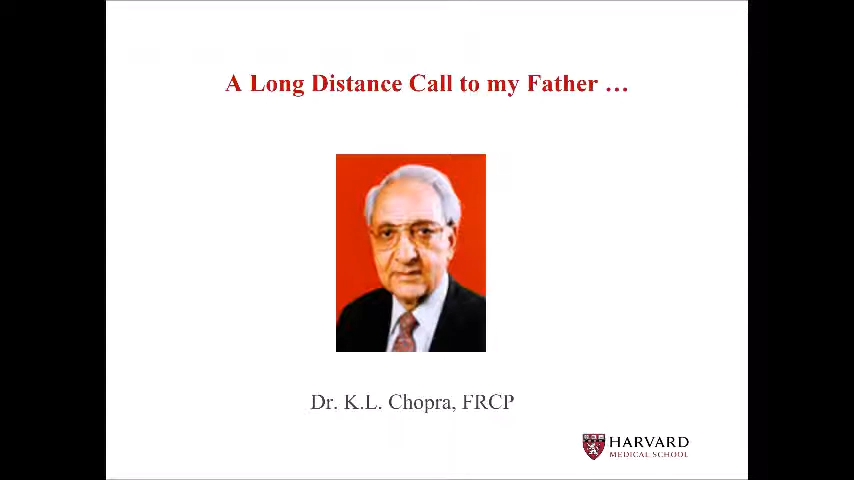 A Long Distance Call to my Father ...
Dr. K.L. Chopra, FRCP
HARVARD
MEDICAL SCHOOL